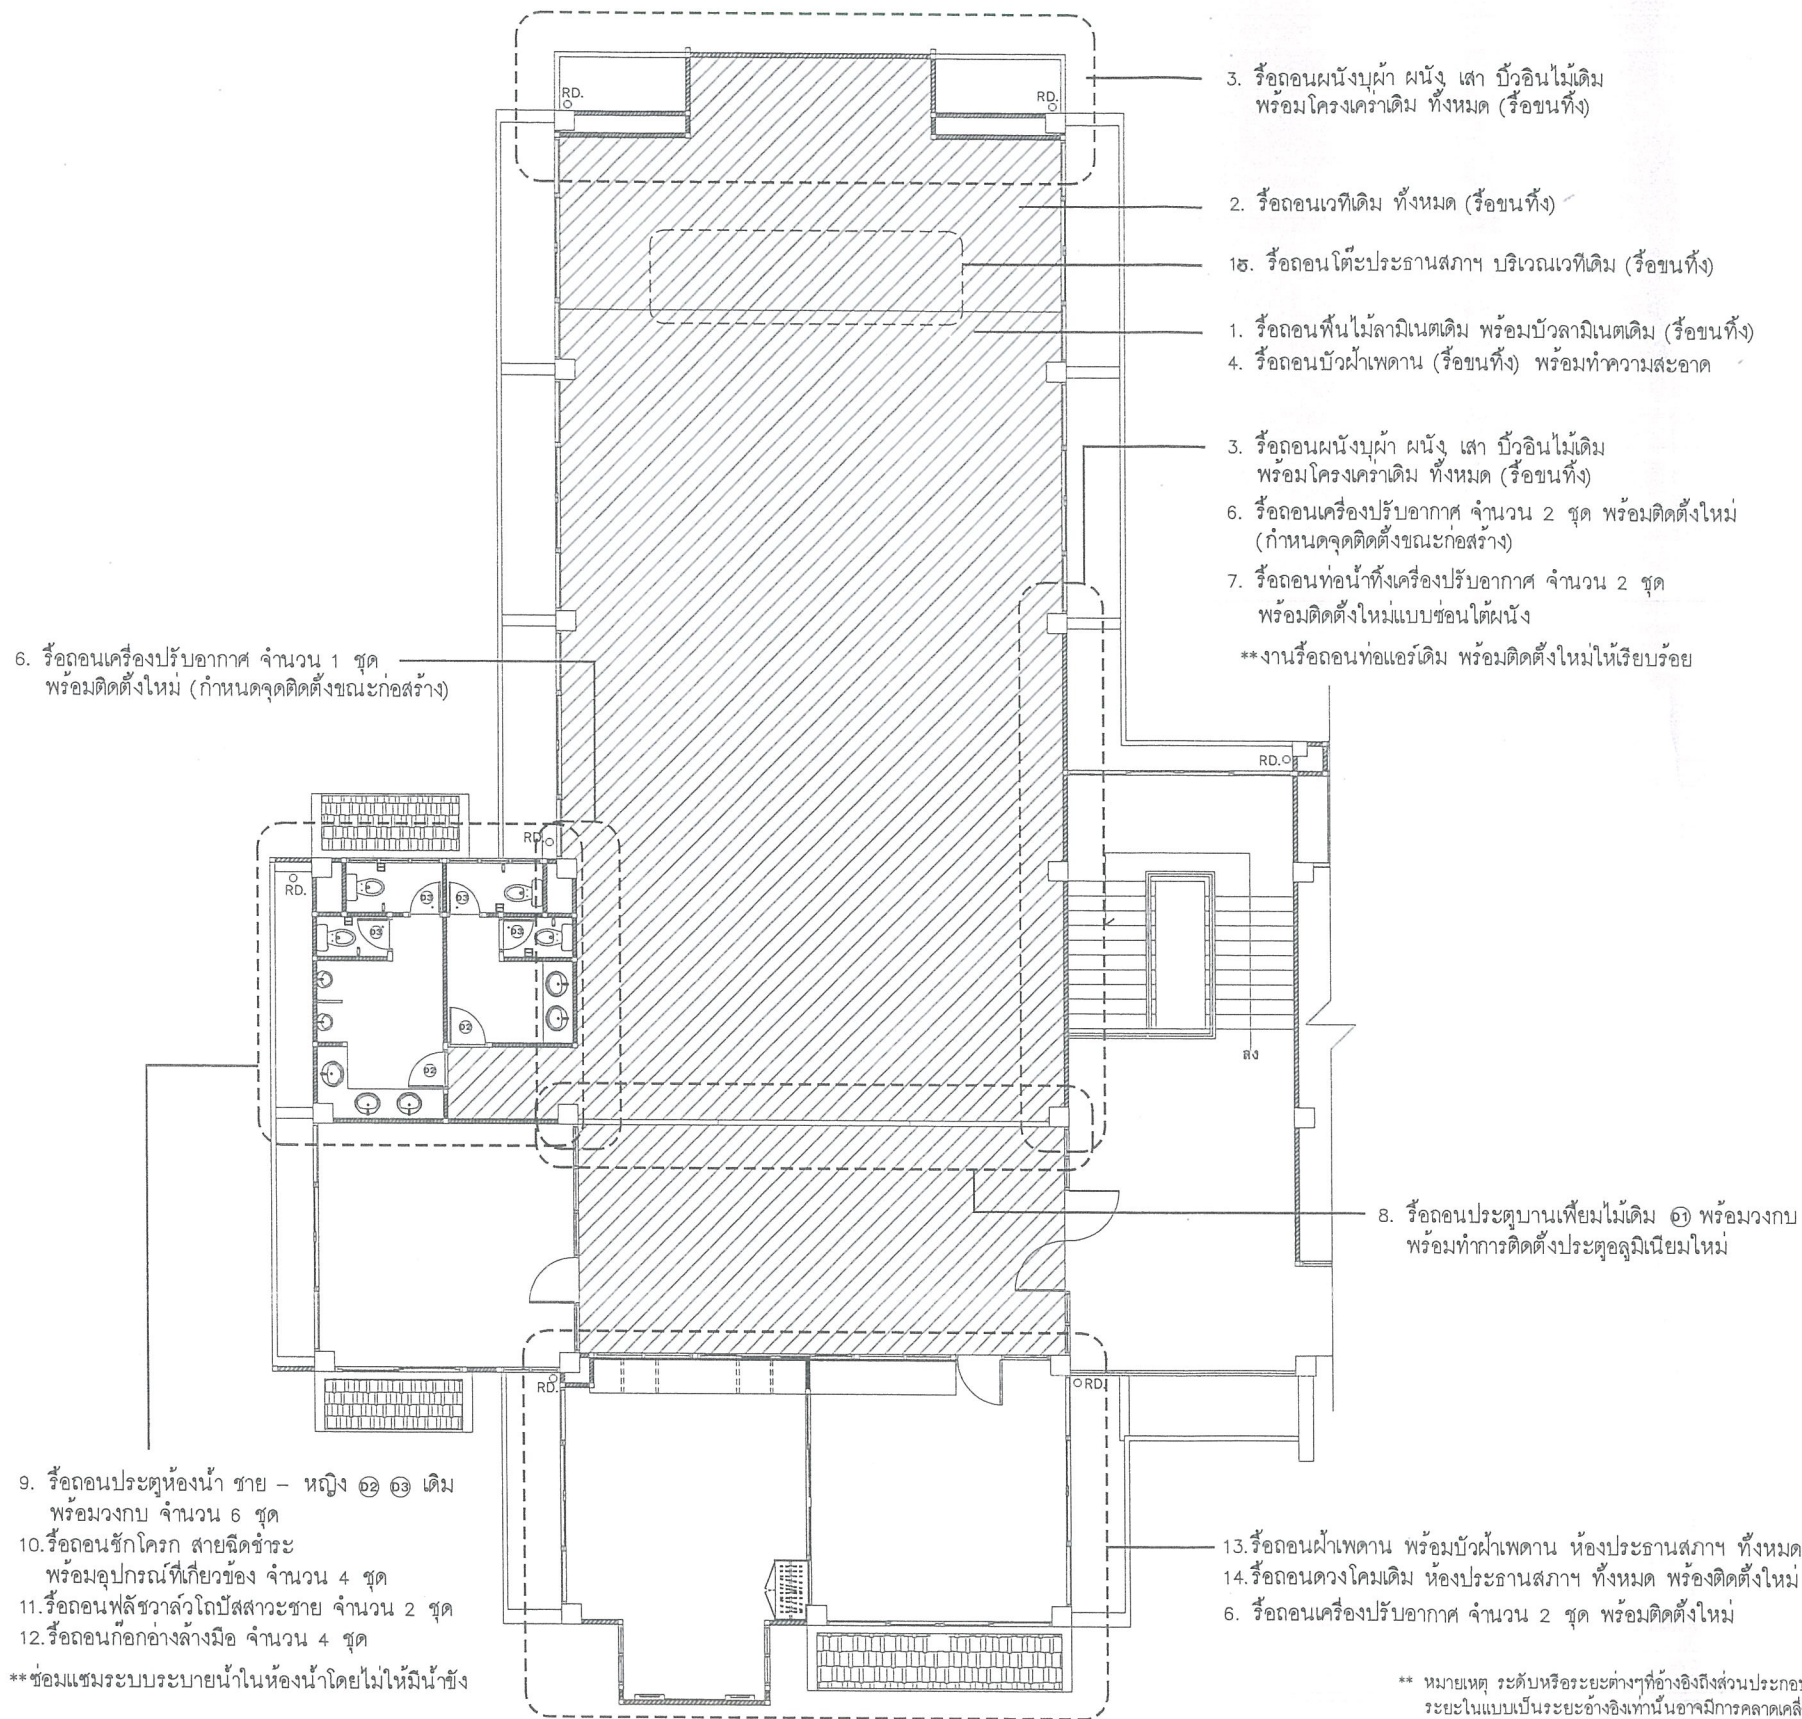 3. รื้อถอนผนังบุผ้า ผนัง เสา บิ้วอินไม้เดิม
พร้อมโครงเคร่าเดิม ทั้งหมด (รื้อขนทิ้ง)
2. รื้อถอนเวทีเดิม ทั้งหมด (รื้อขนทิ้ง)
รื้อถอนโต๊ะประธานสภาฯ บริเวณเวทีเดิม (รื้อขนทิ้ง)
1. รื้อถอนพื้นไม้ลามิเนตเดิม พร้อมบัวลามิเนตเดิม (รื้อขนทิ้ง)
4. รื้อถอนบัวฝ้าเพดาน (รื้อขนทิ้ง) พร้อมทำความสะอาด
3. รื้อถอนผนังบุผ้า ผนัง เสา บิ้วอินไม้เดิม
พร้อมโครงเคร่าเดิม ทั้งหมด (รื้อขนทิ้ง)
6. รื้อถอนเครื่องปรับอากาศ จำนวน 2 ชุด พร้อมติดตั้งใหม่
(กำหนดจุดติดตั้งขณะก่อสร้าง)
7. รื้อถอนท่อน้ำทิ้งเครื่องปรับอากาศ จำนวน 2 ชุด
พร้อมติดตั้งใหม่แบบซ่อนใต้ผนัง
**งานรื้อถอนท่อแอร์เดิม พร้อมติดตั้งใหม่ให้เรียบร้อย
6. รื้อถอนเครื่องปรับอากาศ จำนวน 1 ชุด
พร้อมติดตั้งใหม่ (กำหนดจุดติดตั้งขณะก่อสร้าง)
RD.
RD.
RD.
RD.
RD.
D3
D3
D3
D3
D2
D2
ลง
8. รื้อถอนประตูบานเฟี้ยมไม้เดิม D1 พร้อมวงกบ
พร้อมทำการติดตั้งประตูอลูมิเนียมใหม่
RD.
RD.
9. รื้อถอนประตูห้องน้ำ ชาย - หญิง D2 D3 เดิม
พร้อมวงกบ จำนวน 6 ชุด
10.รื้อถอนชักโครก สายฉีดชำระ
พร้อมอุปกรณ์ที่เกี่ยวข้อง จำนวน 4 ชุด
11.รื้อถอนฟลัชวาล์วโถปัสสาวะชาย จำนวน 2 ชุด
12.รื้อถอนก๊อกอ่างล้างมือ จำนวน 4 ชุด
**ซ่อมแซมระบบระบายน้ำในห้องน้ำโดยไม่ให้มีน้ำขัง
13.รื้อถอนฝ้าเพดาน พร้อมบัวฝ้าเพดาน ห้องประธานสภาฯ ทั้งหมด
14.รื้อถอนดวงโคมเดิม ห้องประธานสภาฯ ทั้งหมด พร้องติดตั้งใหม่
6. รื้อถอนเครื่องปรับอากาศ จำนวน 2 ชุด พร้อมติดตั้งใหม่
** หมายเหตุ ระดับหรือระยะต่างๆที่อ้างอิงถึงส่วนประกอบ
ระยะในแบบเป็นระยะอ้างอิงเท่านั้นอาจมีการคลาดเคลื่